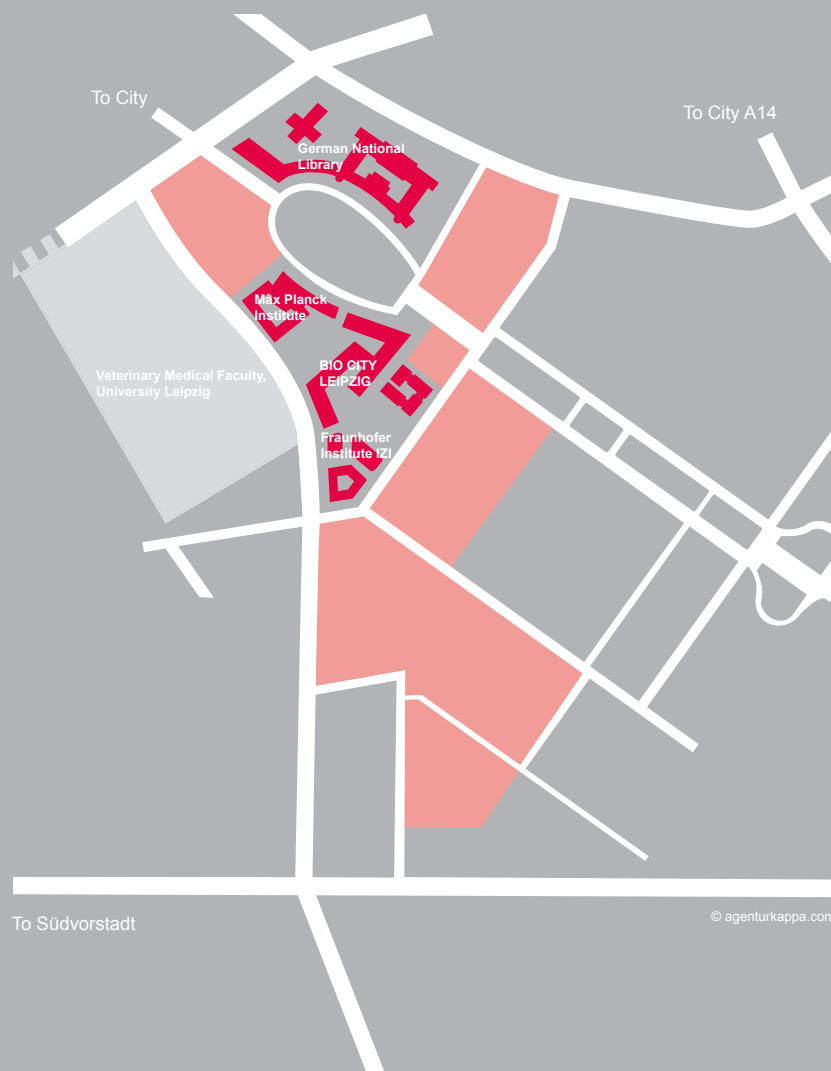 To City
To City A14
German National
Library
Max Planck
Institute
Veterinary Medical Faculty,
University Leipzig
BIO CITY
LEIPZIG
Fraunhofer
Institute IZI
To Südvorstadt
© agenturkappa.com